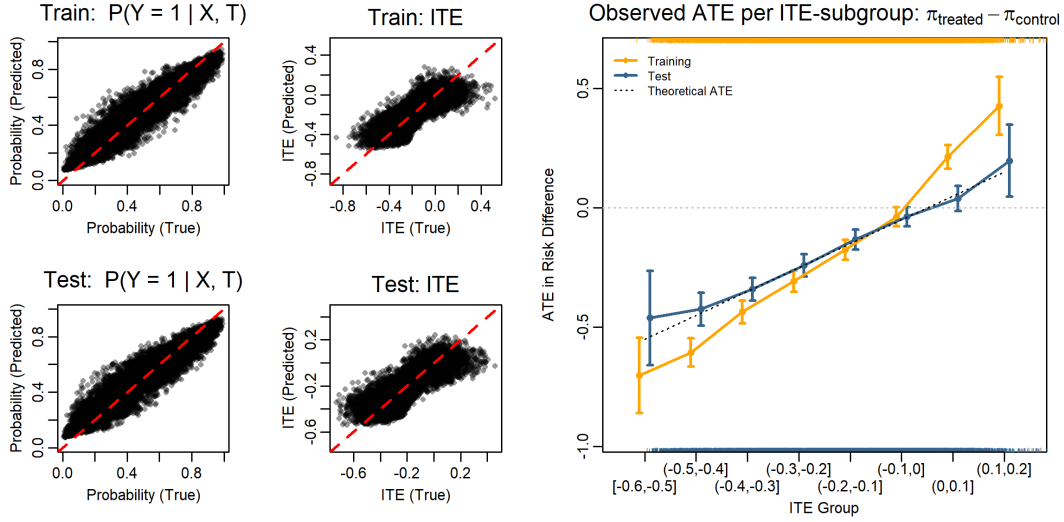 Train:  P(Y = 1 | X, T)
Probability (Predicted)
0.8
0.4
0.0
0.0 0.4 0.8
Probability (True)
Train: ITE
ITE (Predicted)
0.4
0.0
-0.4
-0.8
-0.8 -0.4 0.0 0.4
ITE (True)
Test:  P(Y = 1 | X, T)
Probability (Predicted)
0.8
0.4
0.0
0.0 0.4 0.8
Probability (True)
Test: ITE
ITE (Predicted)
0.2
-0.2
-0.6
-0.6 -0.2 0.2
ITE (True)
Observed ATE per ITE-subgroup: πtreated − πcontrol
Training
Test
Theoretical ATE
ATE in Risk Difference
0.5
0.0
-0.5
-1.0
(-0.5,-0.4] (-0.3,-0.2] (-0.1,0] (0.1,0.2]
[-0.6,-0.5] (-0.4,-0.3] (-0.2,-0.1] (0,0.1]
ITE Group